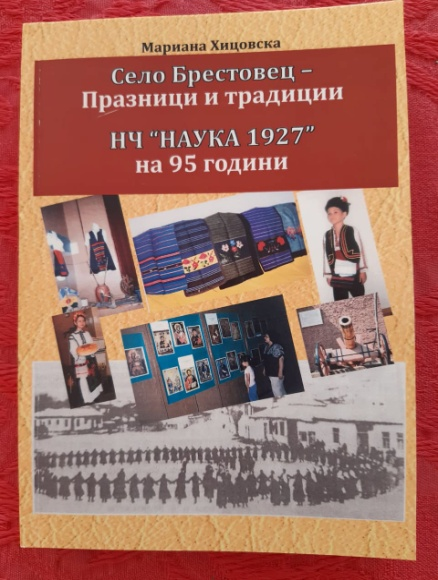 Мариана Хицовска
Село Брестовец –
Празници и традиции
НЧ “НАУКА 1927”
на 95 години